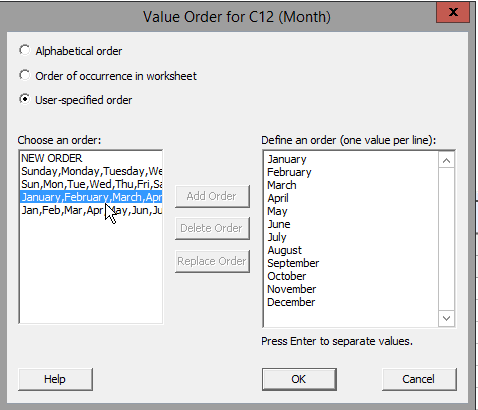 Value Order for C12 (Month)
x
Alphabetical order
Order of occurrence in worksheet
User-specified order
Choose an order:
NEW ORDER
Sunday,Monday,Tuesday,We
Sun,Mon,Tue,Wed,Thu,Fri,Sa
January,February,March,Apr
Jan,Feb,Mar,Apr,May,Jun,Ju
Add Order
Delete Order
Replace Order
Define an order (one value per line):
January
February
March
April
May
June
July
August
September
October
November
December
Press Enter to separate values.
Help
OK
Cancel